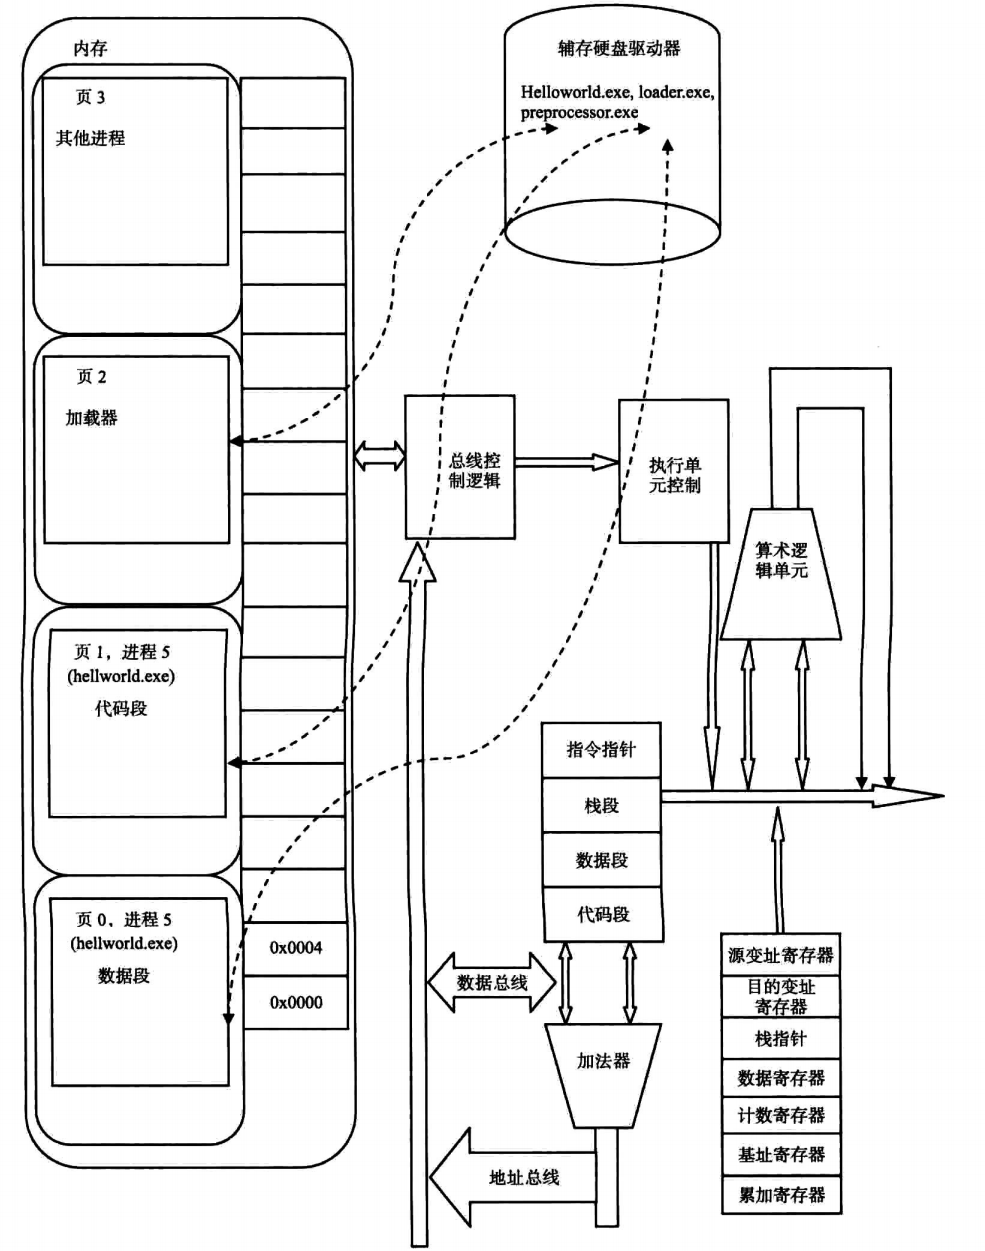 内存
页 3
其他进程
页 2
加载器
页 1，进程 5
(hellworld.exe)
代码段
页 0，进程 5
(hellworld.exe)
数据段
0x0004
0x0000
辅存硬盘驱动器
Helloworld.exe, loader.exe,
preprocessor.exe
总线控
制逻辑
执行单
元控制
算术逻
辑单元
指令指针
栈段
数据段
代码段
数据总线
加法器
地址总线
源变址寄存器
目的变址
寄存器
栈指针
数据寄存器
计数寄存器
基址寄存器
累加寄存器